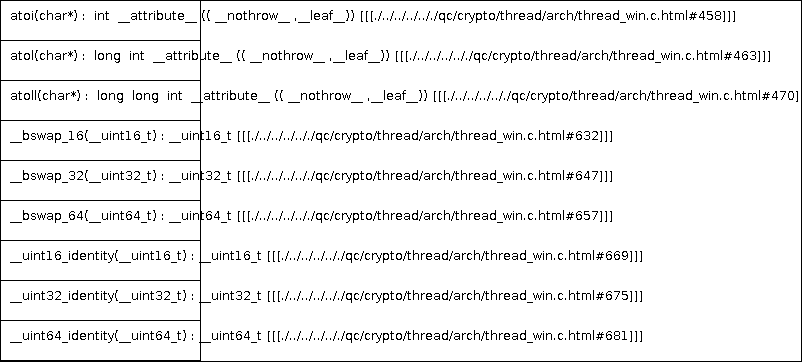 atoi(char*) : int __attribute__ (( __nothrow__ ,__leaf__)) [[[./../../../../qc/crypto/thread/arch/thread_win.c.html#458]]]
atol(char*) : long int __attribute__ (( __nothrow__ ,__leaf__)) [[[./../../../../qc/crypto/thread/arch/thread_win.c.html#463]]]
atoll(char*) : long long int __attribute__ (( __nothrow__ ,__leaf__)) [[[./../../../../qc/crypto/thread/arch/thread_win.c.html#470]
__bswap_16(__uint16_t) : __uint16_t [[[./../../../../qc/crypto/thread/arch/thread_win.c.html#632]]]
__bswap_32(__uint32_t) : __uint32_t [[[./../../../../qc/crypto/thread/arch/thread_win.c.html#647]]]
__bswap_64(__uint64_t) : __uint64_t [[[./../../../../qc/crypto/thread/arch/thread_win.c.html#657]]]
__uint16_identity(__uint16_t) : __uint16_t [[[./../../../../qc/crypto/thread/arch/thread_win.c.html#669]]]
__uint32_identity(__uint32_t) : __uint32_t [[[./../../../../qc/crypto/thread/arch/thread_win.c.html#675]]]
__uint64_identity(__uint64_t) : __uint64_t [[[./../../../../qc/crypto/thread/arch/thread_win.c.html#681]]]